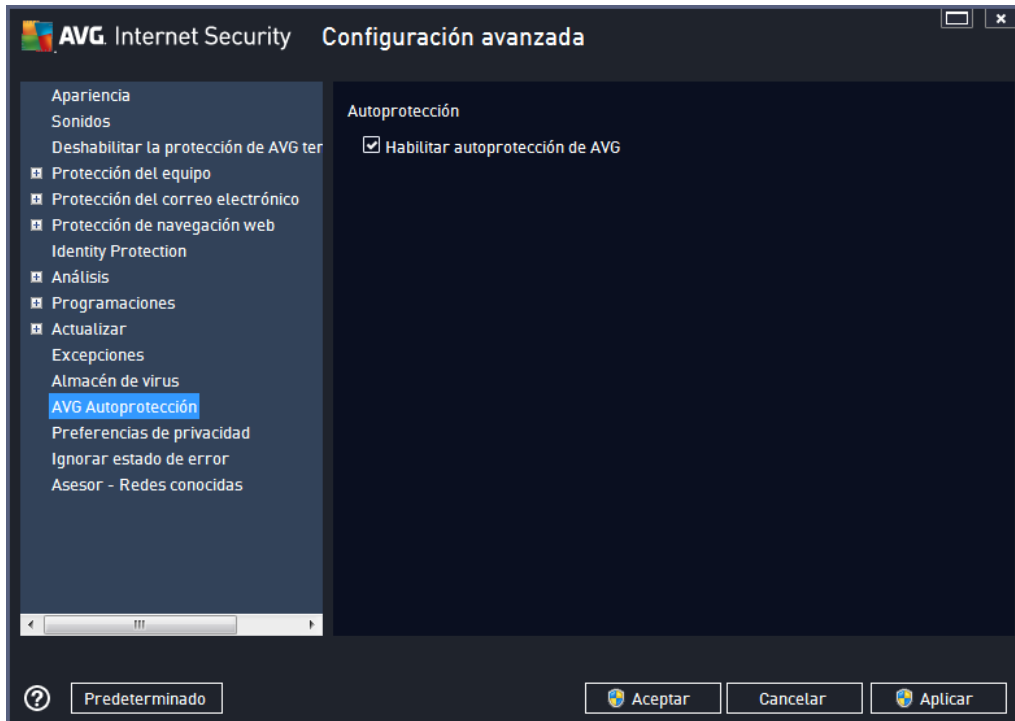 AVG. Internet Security Configuración avanzada
Apariencia
Sonidos
Deshabilitar la protección de AVG ter
Protección del equipo
Protección del correo electrónico
Protección de navegación web
Identity Protection
Análisis
Programaciones
Actualizar
Excepciones
Almacén de virus
AVG Autoprotección
Preferencias de privacidad
Ignorar estado de error
Asesor - Redes conocidas
Autoprotección
Habilitar autoprotección de AVG
? Predeterminado Aceptar Cancelar Aplicar